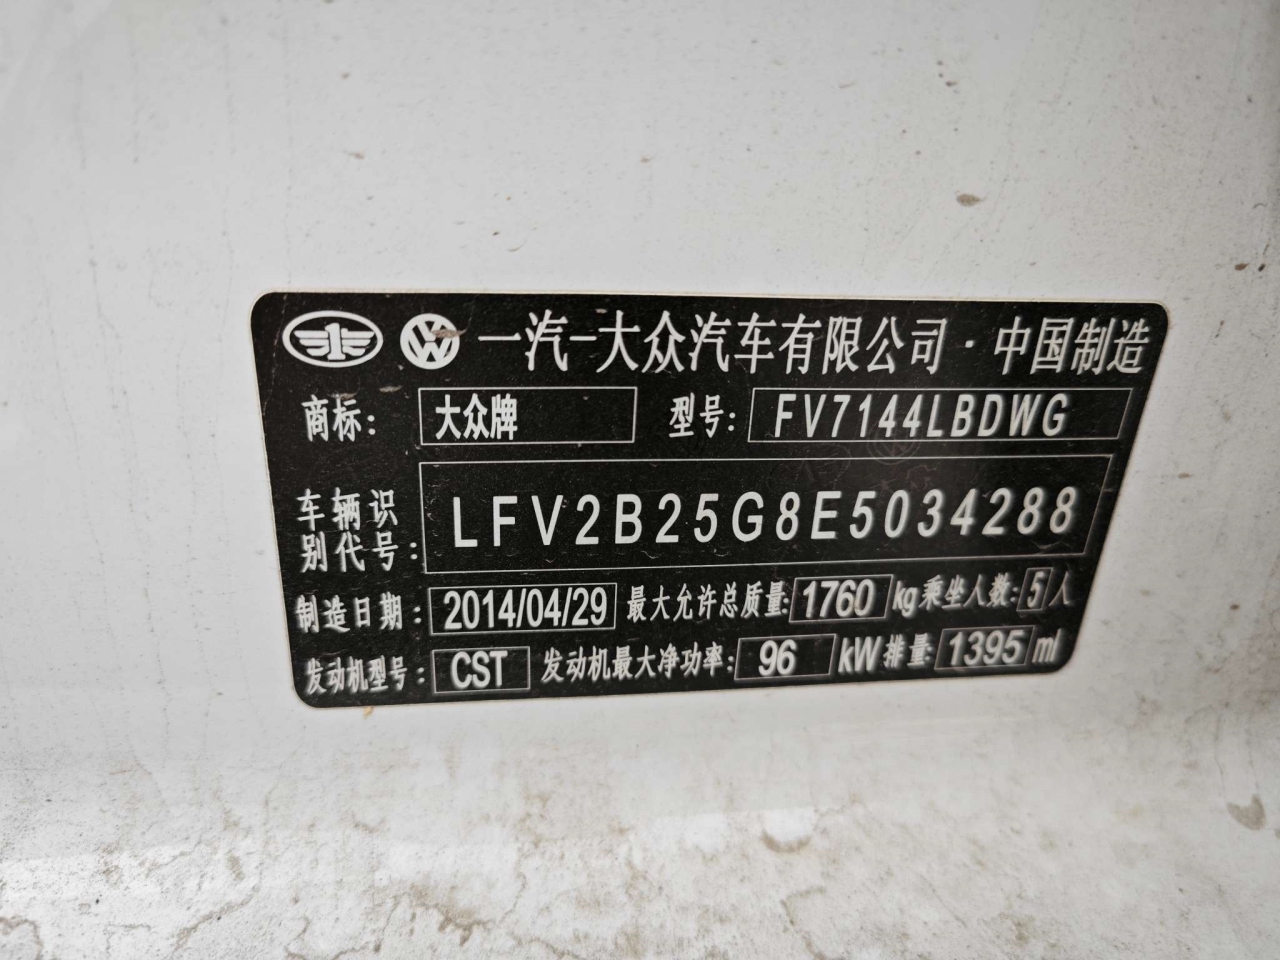 一汽-大众汽车有限公司·中国制造
商标: 大众牌 型号: FV7144LBDWG
车辆识别代号: LFV2B25G8E5034288
制造日期: 2014/04/29 最大允许总质量: 1760 kg 乘坐人数: 5 人
发动机型号: CST 发动机最大净功率: 96 kW 排量: 1395 ml